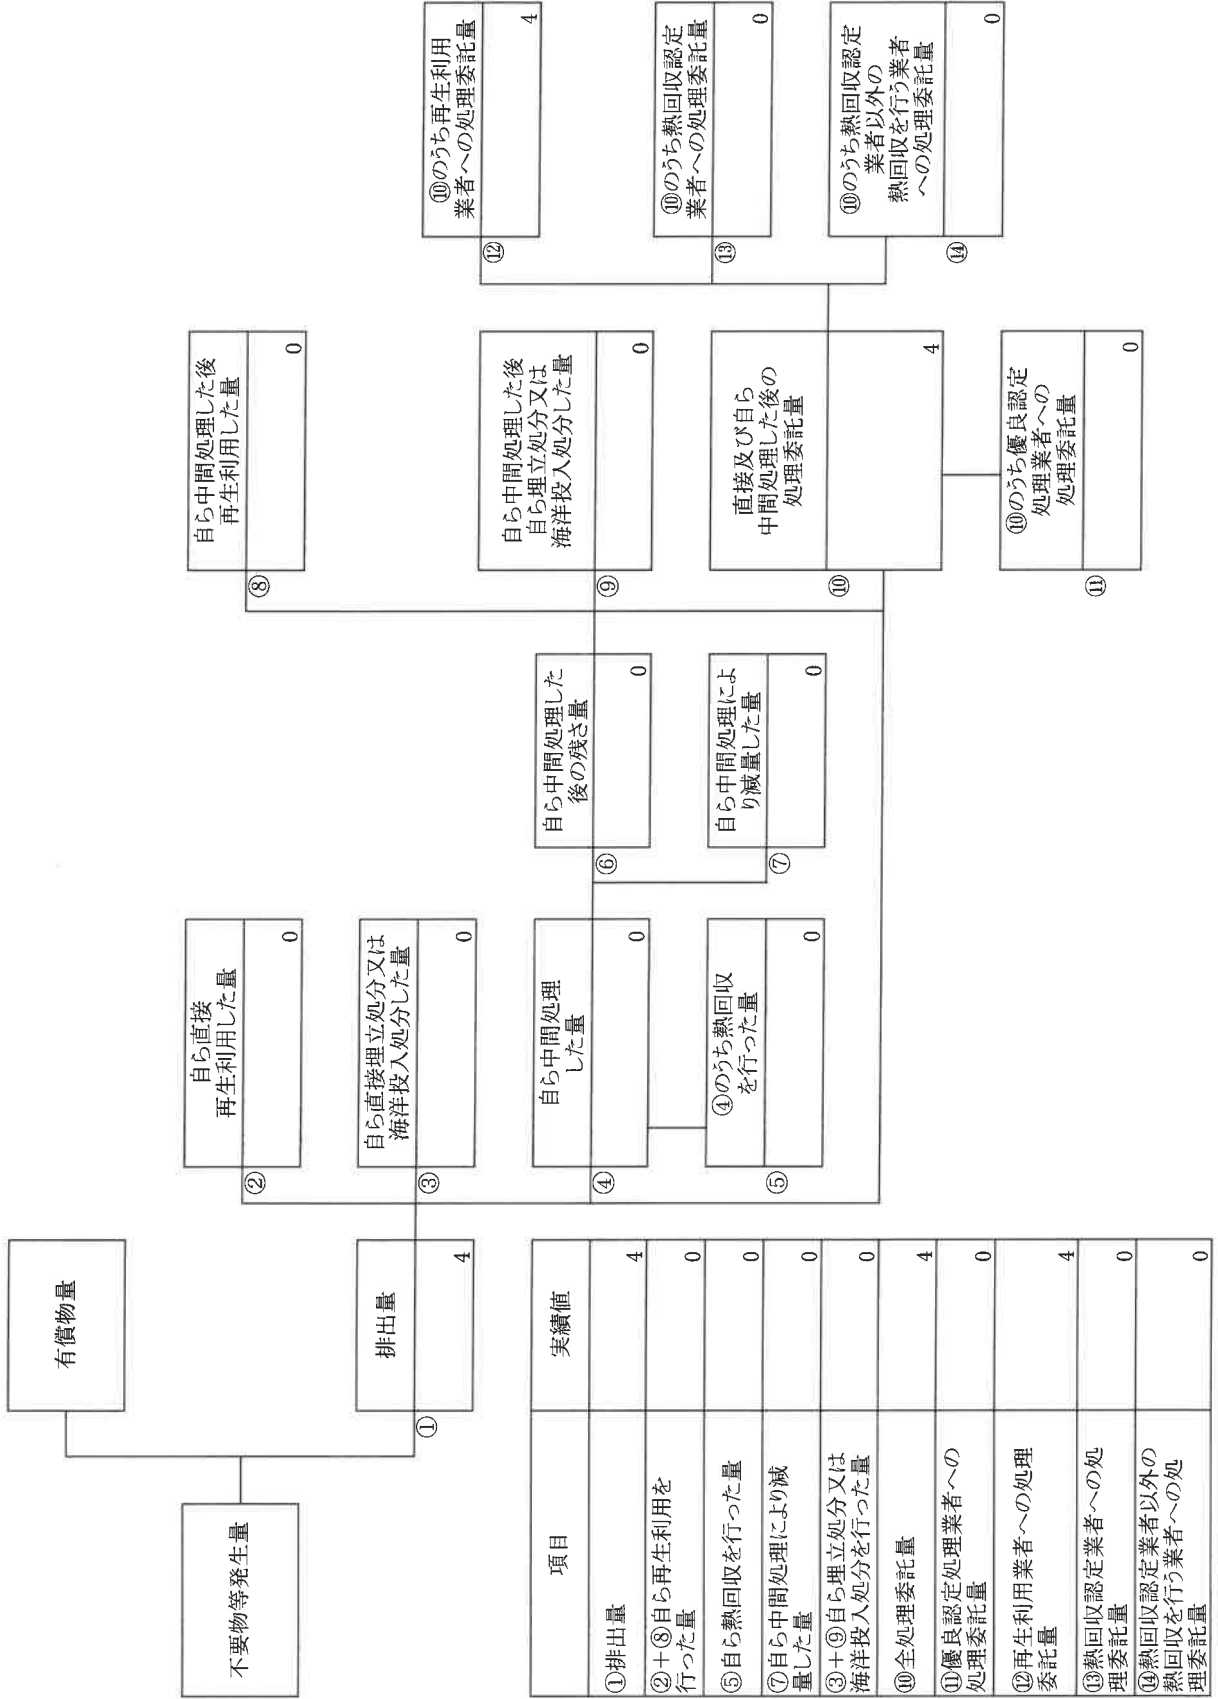 不要物等発生量
有償物量
①
排出量
4
②
自ら直接
再生利用した量
0
③
自ら直接埋立処分又は
海洋投入処分した量
0
④
自ら中間処理
した量
0
⑤
④のうち熱回収
を行った量
0
⑥
自ら中間処理した
後の残さ量
0
⑦
自ら中間処理によ
り減量した量
0
⑧
自ら中間処理した後
再生利用した量
0
⑨
自ら中間処理した後
自ら埋立処分又は
海洋投入処分した量
0
⑩
直接及び自ら
中間処理した後の
処理委託量
4
⑪
⑩のうち優良認定
処理業者への
処理委託量
0
⑫
⑩のうち再生利用
業者への処理委託量
4
⑬
⑩のうち熱回収認定
業者への処理委託量
0
⑭
⑩のうち熱回収認定
業者以外の
熱回収を行う業者
への処理委託量
0
項目
実績値
①排出量
4
②+⑧自ら再生利用を
行った量
0
⑤自ら熱回収を行った量
0
⑦自ら中間処理により減
量した量
0
③+⑨自ら埋立処分又は
海洋投入処分を行った量
0
⑩全処理委託量
4
⑪優良認定処理業者への
処理委託量
0
⑫再生利用業者への処理
委託量
4
⑬熱回収認定業者への処
理委託量
0
⑭熱回収認定業者以外の
熱回収を行う業者への処
理委託量
0